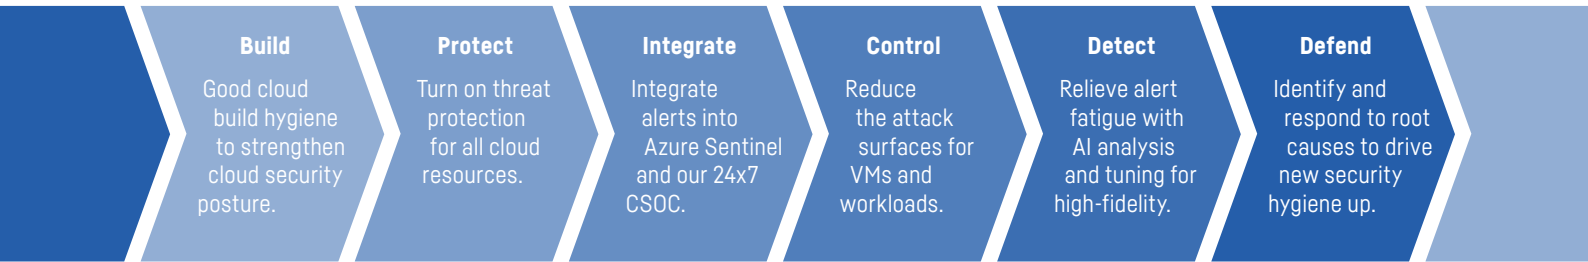 Build
Good cloud
build hygiene
to strengthen
cloud security
posture.
Protect
Turn on threat
protection
for all cloud
resources.
Integrate
Integrate
alerts into
Azure Sentinel
and our 24x7
CSOC.
Control
Reduce
the attack
surfaces for
VMs and
workloads.
Detect
Relieve alert
fatigue with
AI analysis
and tuning for
high-fidelity.
Defend
Identify and
respond to root
causes to drive
new security
hygiene up.